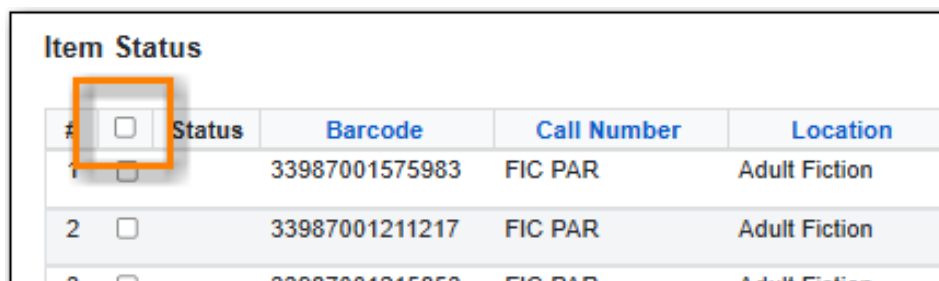 Item Status
# Status Barcode Call Number Location
1 33987001575983 FIC PAR Adult Fiction
2 33987001211217 FIC PAR Adult Fiction